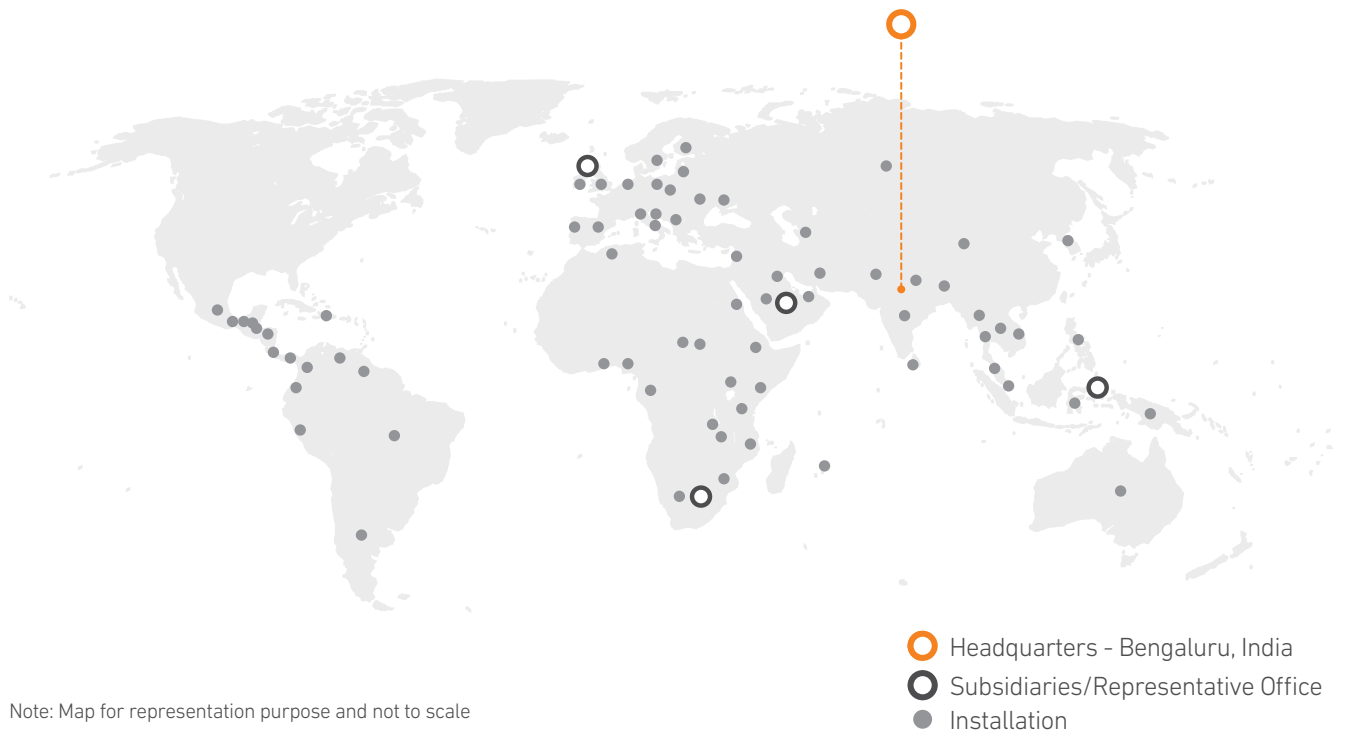 Headquarters - Bengaluru, India
Subsidiaries/Representative Office
Installation
Note: Map for representation purpose and not to scale